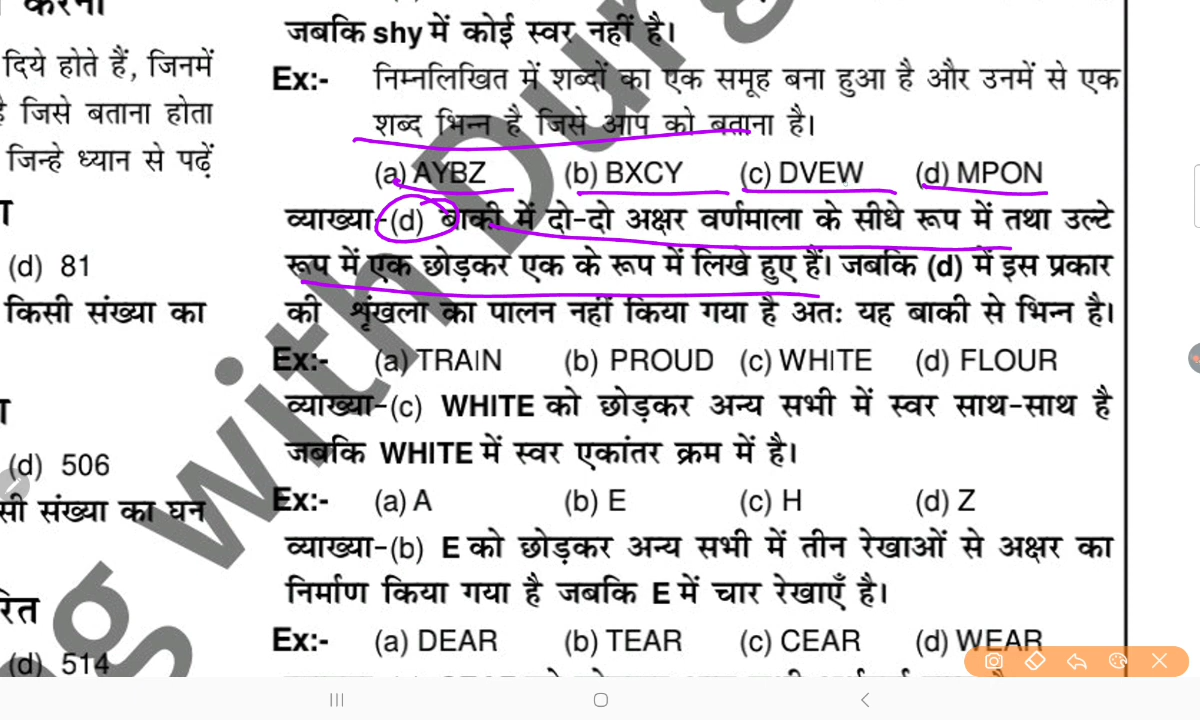 करना
दिये होते हैं, जिनमें
है जिसे बताना होता
जिन्हे ध्यान से पढ़ें
(d) 81
किसी संख्या का
(d) 506
सी संख्या का घन
रित
(d) 514
जबकि shy में कोई स्वर नहीं है।
Ex:- निम्नलिखित में शब्दों का एक समूह बना हुआ है और उनमें से एक
शब्द भिन्न है जिसे आप को बताना है।
(a) AYBZ (b) BXCY (c) DVEW (d) MPON
व्याख्या-(d) बाकी में दो-दो अक्षर वर्णमाला के सीधे रूप में तथा उल्टे
रूप में एक छोड़कर एक के रूप में लिखे हुए हैं। जबकि (d) में इस प्रकार
की शृंखला का पालन नहीं किया गया है अतः यह बाकी से भिन्न है।
Ex:- (a) TRAIN (b) PROUD (c) WHITE (d) FLOUR
व्याख्या-(c) WHITE को छोड़कर अन्य सभी में स्वर साथ-साथ है
जबकि WHITE में स्वर एकांतर क्रम में है।
Ex:- (a) A (b) E (c) H (d) Z
व्याख्या-(b) E को छोड़कर अन्य सभी में तीन रेखाओं से अक्षर का
निर्माण किया गया है जबकि E में चार रेखाएँ है।
Ex:- (a) DEAR (b) TEAR (c) CEAR (d) WEAR